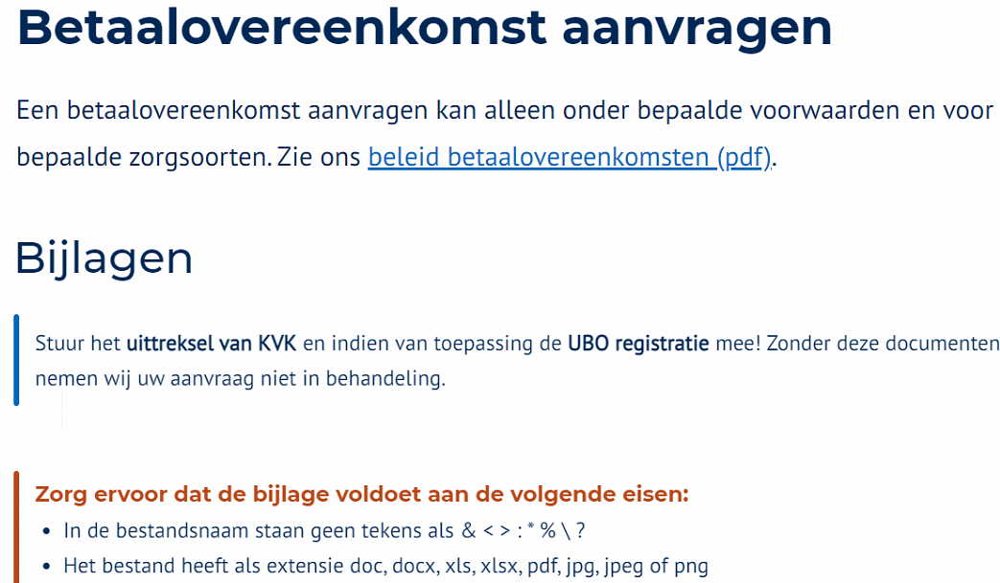 Betaalovereenkomst aanvragen
Een betaalovereenkomst aanvragen kan alleen onder bepaalde voorwaarden en voor
bepaalde zorgsoorten. Zie ons beleid betaalovereenkomsten (pdf).
Bijlagen
Stuur het uittreksel van KVK en indien van toepassing de UBO registratie mee! Zonder deze documenten
nemen wij uw aanvraag niet in behandeling.
Zorg ervoor dat de bijlage voldoet aan de volgende eisen:
• In de bestandsnaam staan geen tekens als & < > : * % \ ?
• Het bestand heeft als extensie doc, docx, xls, xlsx, pdf, jpg, jpeg of png